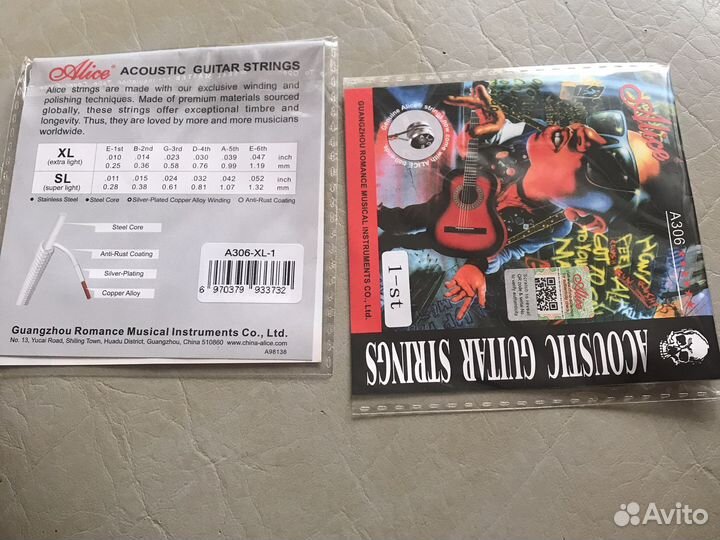 Alice® ACOUSTIC GUITAR STRINGS
Alice strings are made with our exclusive winding and
polishing techniques. Made of premium materials sourced
globally, these strings offer exceptional timbre and
longevity. Thus, they are loved by more and more musicians
worldwide.
E-1st B-2nd G-3rd D-4th A-5th E-6th
XL (extra light) .010 .014 .023 .030 .039 .047 inch
0.25 0.36 0.58 0.76 0.99 1.19 mm
SL (super light) .011 .015 .024 .032 .042 .052 inch
0.28 0.38 0.61 0.81 1.07 1.32 mm
Stainless Steel Steel Core Silver-Plated Copper Alloy Winding Anti-Rust Coating
Steel Core
Anti-Rust Coating
Silver-Plating
Copper Alloy
A306-XL-1
6 970379 933732
Guangzhou Romance Musical Instruments Co., Ltd.
No. 13, Yucai Road, Shiling Town, Huadu District, Guangzhou, China 510860 www.china-alice.com
A98138
GUANGZHOU ROMANCE MUSICAL INSTRUMENTS CO., LTD.
1-st
Alice
A306
Scratch to reveal
ACOUSTIC GUITAR STRINGS
Avito